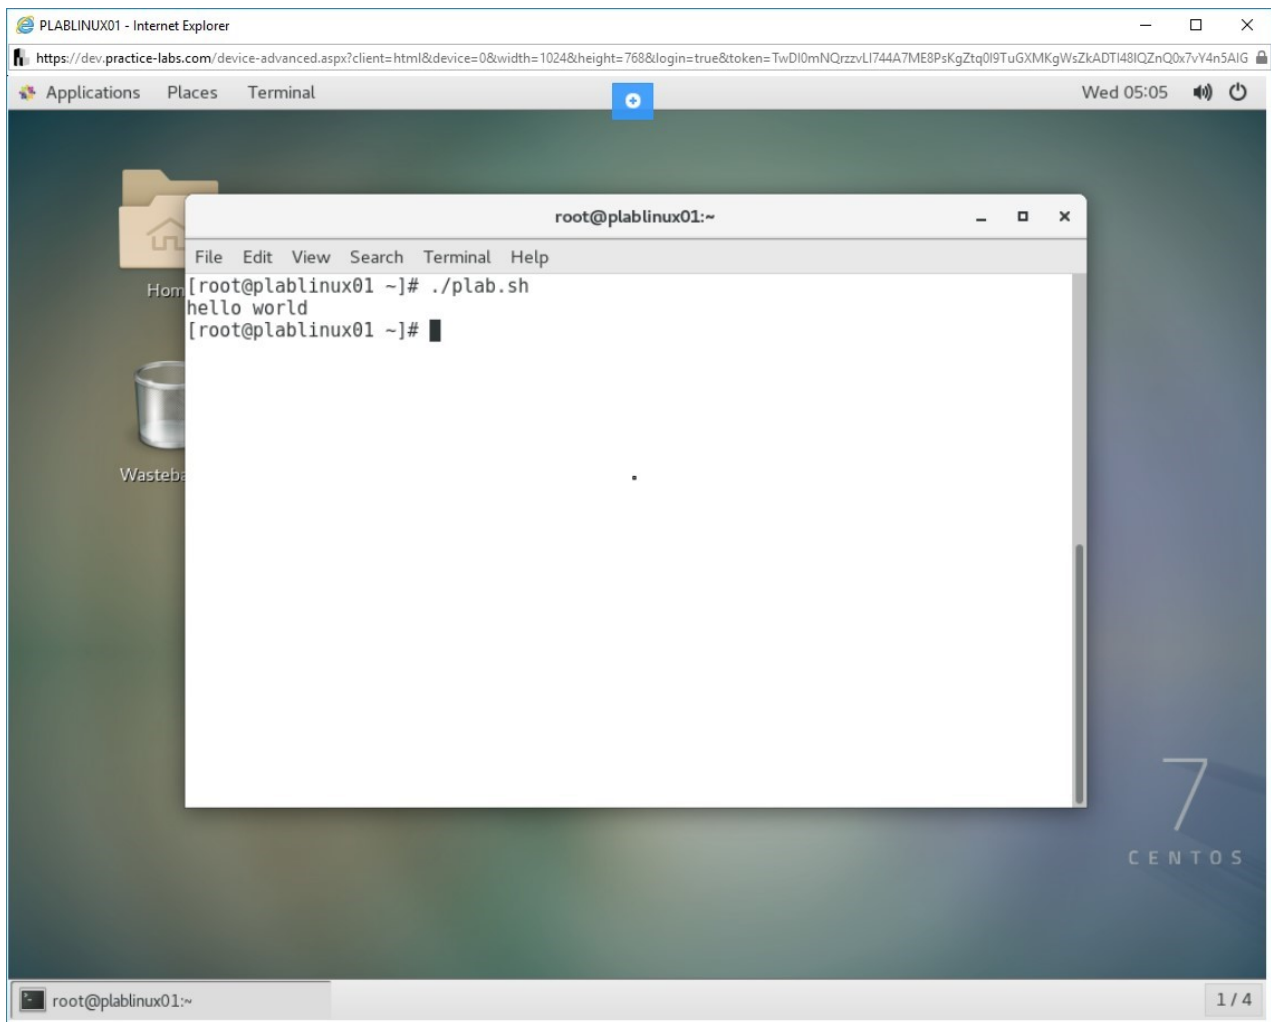 PLABLINUX01 - Internet Explorer
https://dev.practice-labs.com/device-advanced.aspx?client=html&device=0&width=1024&height=768&login=true&token=TwDI0mNQrzzvLI744A7ME8PsKgZtq0I9TuGXMKgWsZkADTI48IQZnQ0x7vY4n5AIG
Applications Places Terminal Wed 05:05
root@plablinux01:~
File Edit View Search Terminal Help
[root@plablinux01 ~]# ./plab.sh
hello world
[root@plablinux01 ~]#
Hom
Wasteba
7
CENTOS
root@plablinux01:~
1 / 4